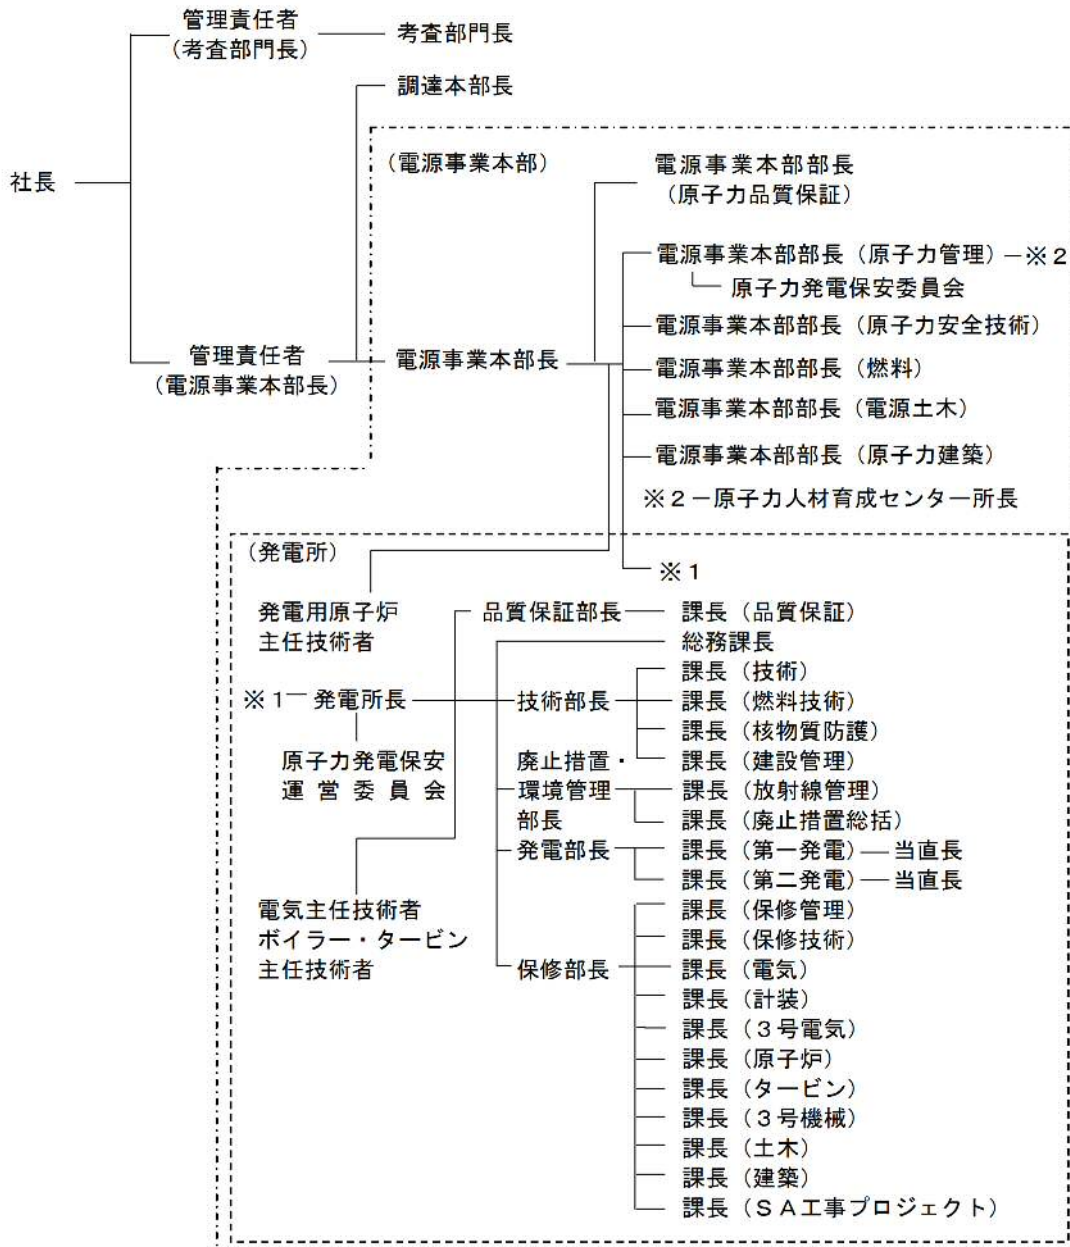 管理責任者
(考査部門長)
考査部門長
調達本部長
社長
(電源事業本部)
電源事業本部部長
(原子力品質保証)
電源事業本部部長(原子力管理)-※2
原子力発電保安委員会
電源事業本部部長(原子力安全技術)
管理責任者
(電源事業本部長)
電源事業本部長
電源事業本部部長(燃料)
電源事業本部部長(電源土木)
電源事業本部部長(原子力建築)
※2-原子力人材育成センター所長
(発電所)
※1
発電用原子炉
主任技術者
品質保証部長
課長(品質保証)
総務課長
課長(技術)
※1
発電所長
技術部長
課長(燃料技術)
課長(核物質防護)
原子力発電保安
運営委員会
廃止措置・
環境管理
部長
課長(建設管理)
課長(放射線管理)
課長(廃止措置総括)
発電部長
課長(第一発電)
当直長
課長(第二発電)
当直長
電気主任技術者
ボイラー・タービン
主任技術者
課長(保修管理)
課長(保修技術)
保修部長
課長(電気)
課長(計装)
課長(3号電気)
課長(原子炉)
課長(タービン)
課長(3号機械)
課長(土木)
課長(建築)
課長(SA工事プロジェクト)